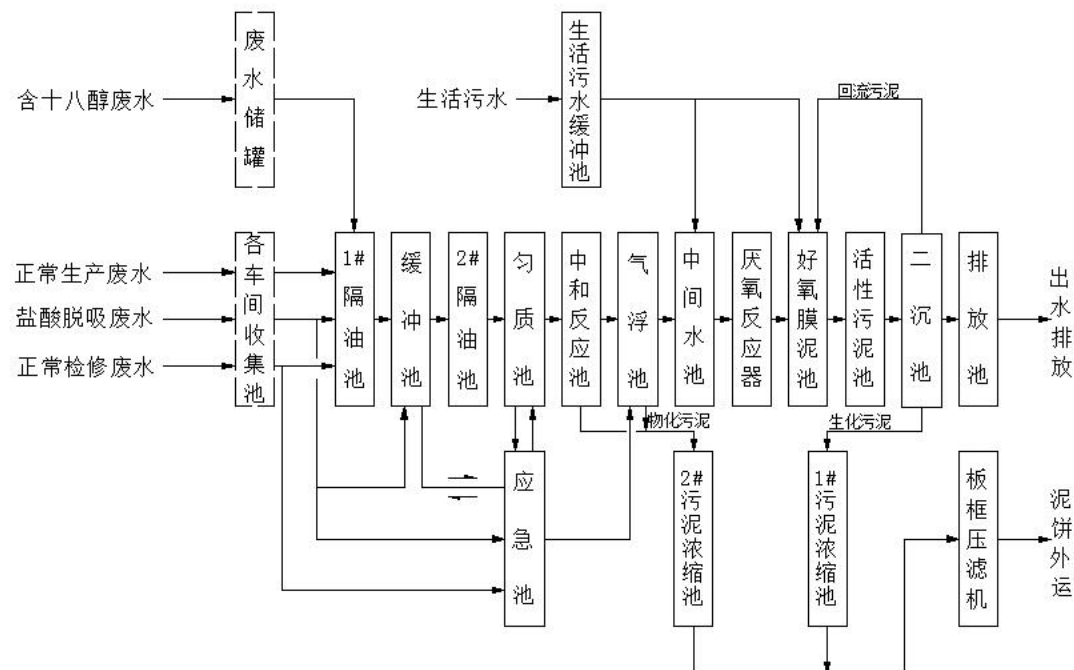 含十八醇废水
废水储罐
生活污水
生活污水缓冲池
回流污泥
正常生产废水
盐酸脱吸废水
正常检修废水
各车间收集池
1#隔油池
缓冲池
2#隔油池
匀质池
中和反应池
气浮池
中间水池
厌氧反应器
好氧膜泥池
活性污泥池
二沉池
排放池
出水排放
物化污泥
生化污泥
应急池
2#污泥浓缩池
1#污泥浓缩池
板框压滤机
泥饼外运